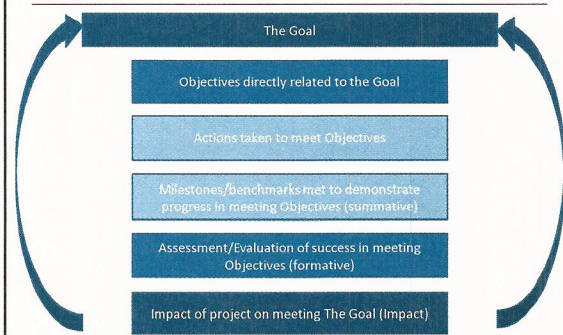 The Goal
Objectives directly related to the Goal
Actions taken to meet Objectives
Milestones/benchmarks met to demonstrate
progress in meeting Objectives (summative)
Assessment/Evaluation of success in meeting
Objectives (formative)
Impact of project on meeting The Goal (Impact)